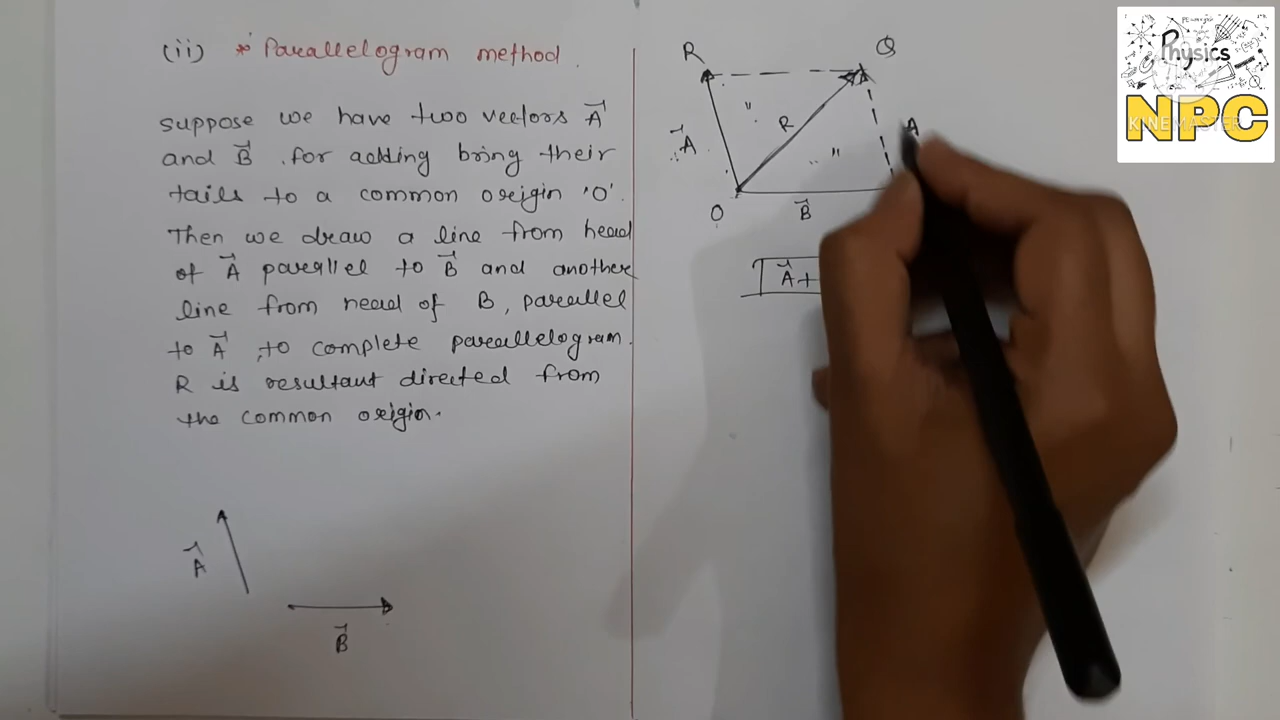 (ii) * Parallelogram method.
suppose we have two vectors A⃗
and B⃗ . for adding bring their
tails to a common origin 'O'.
Then we draw a line from head
of A⃗ parallel to B⃗ and another
line from head of B, parallel
to A⃗ , to complete parallelogram.
R is resultant directed from
the common origin.
A⃗
B⃗
R
Q
A⃗
R
A
O
B⃗
A⃗ +
Physics
NPC
KINEMASTER